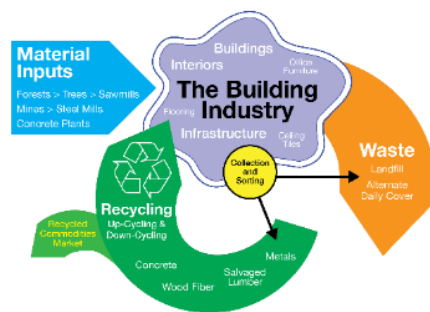 Material
Inputs
Forests > Trees > Sawmills
Mines > Steel Mills
Concrete Plants
Buildings
Interiors
Office
Furniture
The Building
Industry
Flooring
Infrastructure
Ceiling
Tiles
Collection
and
Sorting
Waste
Landfill
Alternate
Daily Cover
Recycling
Up-Cycling &
Down-Cycling
Recycled
Commodities
Market
Concrete
Wood Fiber
Salvaged
Lumber
Metals